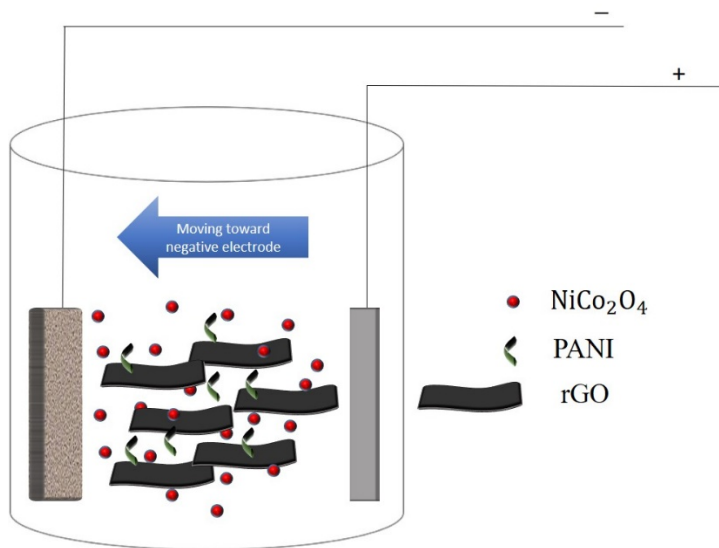 −
+
Moving toward
negative electrode
NiCo₂O₄
PANI
rGO